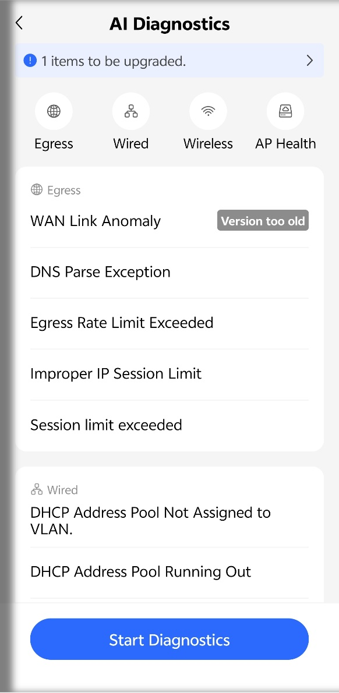 AI Diagnostics
1 items to be upgraded.
Egress
Wired
Wireless
AP Health
Egress
WAN Link Anomaly
Version too old
DNS Parse Exception
Egress Rate Limit Exceeded
Improper IP Session Limit
Session limit exceeded
Wired
DHCP Address Pool Not Assigned to
VLAN.
DHCP Address Pool Running Out
Start Diagnostics